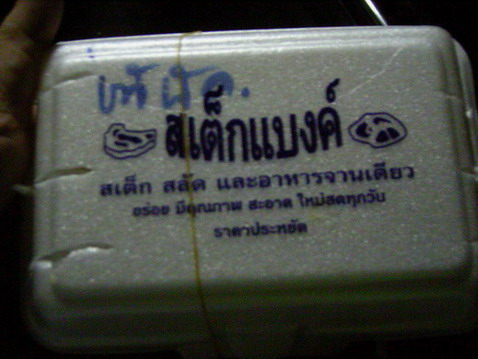 สเต็กแบงค์
สเต็ก สลัด และอาหารจานเดียว
อร่อย มีคุณภาพ สะอาด ใหม่สดทุกวัน
ราคาประหยัด